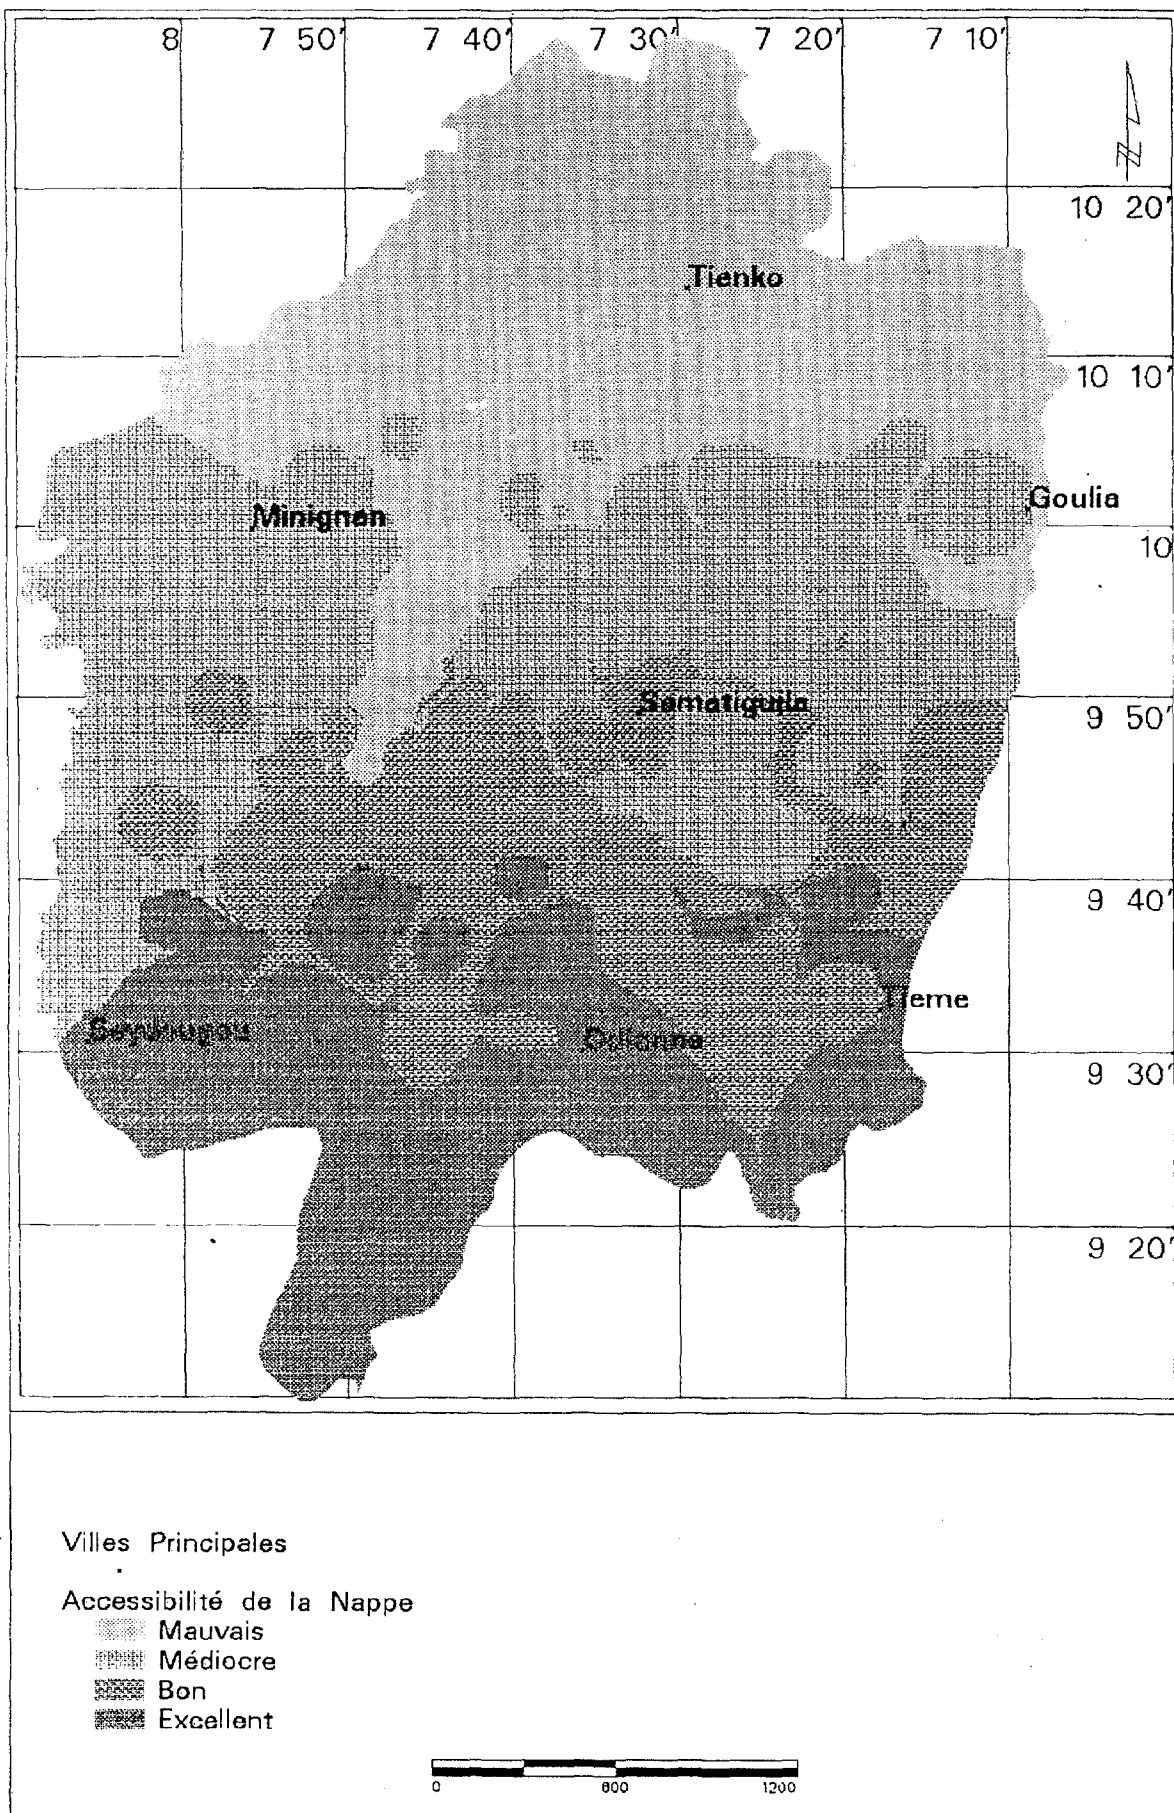 8 7 50' 7 40' 7 30' 7 20' 7 10'
N
10 20'
Tienko
10 10'
Goulia
Minignan
10
Samatiguila
9 50'
9 40'
Tieme
Odienne
9 30'
9 20'
Villes Principales
Accessibilité de la Nappe
Mauvais
Médiocre
Bon
Excellent
0 600 1200